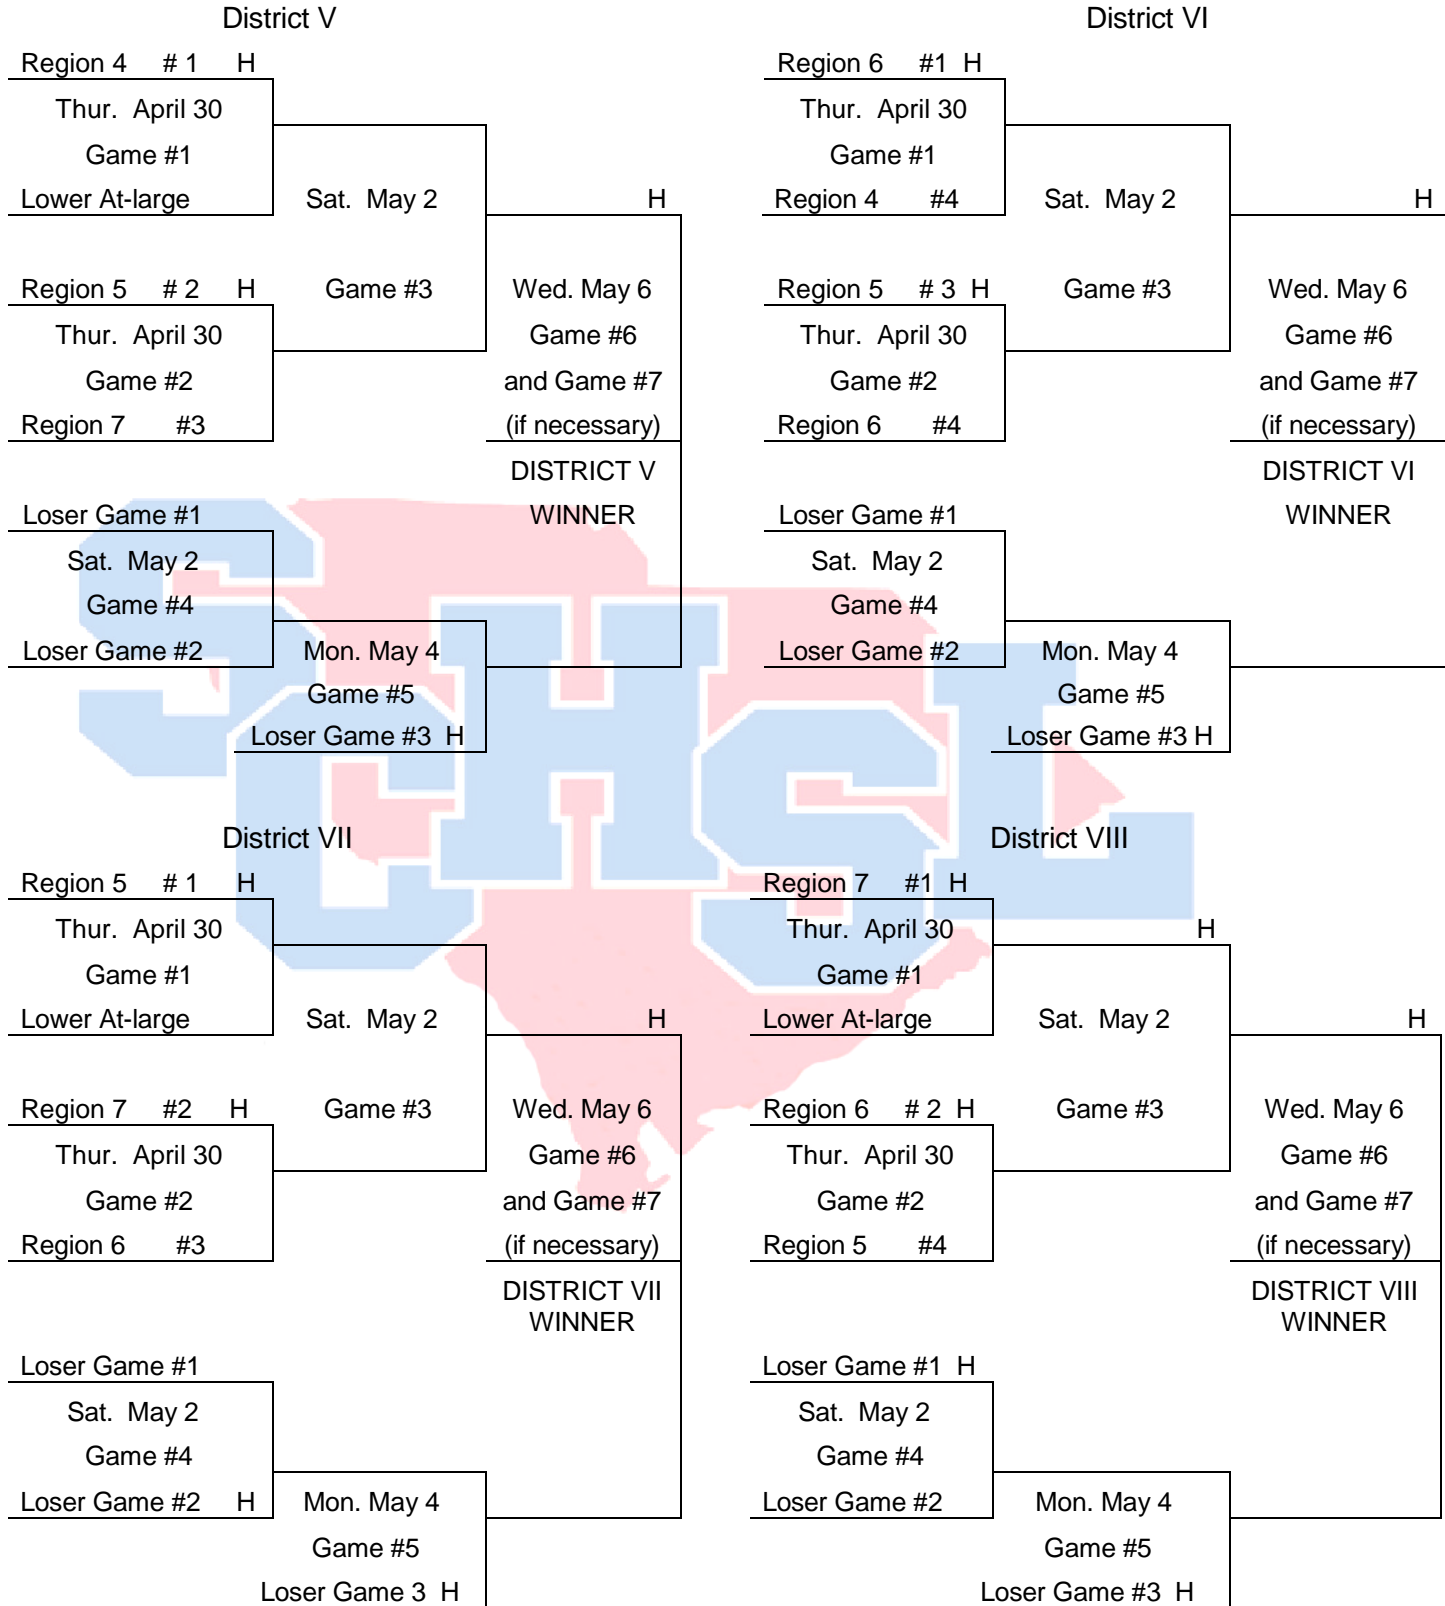 District V
Region 4 # 1 H
Thur. April 30
Game #1
Lower At-large
Sat. May 2
H
Region 5 # 2 H
Game #3
Wed. May 6
Thur. April 30
Game #6
Game #2
and Game #7
Region 7 #3
(if necessary)
DISTRICT V
WINNER
Loser Game #1
Sat. May 2
Game #4
Loser Game #2
Mon. May 4
Game #5
Loser Game #3 H
District VI
Region 6 #1 H
Thur. April 30
Game #1
Region 4 #4
Sat. May 2
H
Region 5 # 3 H
Game #3
Wed. May 6
Thur. April 30
Game #6
Game #2
and Game #7
Region 6 #4
(if necessary)
DISTRICT VI
WINNER
Loser Game #1
Sat. May 2
Game #4
Loser Game #2
Mon. May 4
Game #5
Loser Game #3 H
SCHSL
District VII
Region 5 # 1 H
Thur. April 30
Game #1
Lower At-large
Sat. May 2
H
Region 7 #2 H
Game #3
Wed. May 6
Thur. April 30
Game #6
Game #2
and Game #7
Region 6 #3
(if necessary)
DISTRICT VII
WINNER
Loser Game #1
Sat. May 2
Game #4
Loser Game #2 H
Mon. May 4
Game #5
Loser Game 3 H
District VIII
Region 7 #1 H
Thur. April 30
H
Game #1
Lower At-large
Sat. May 2
H
Region 6 # 2 H
Game #3
Wed. May 6
Thur. April 30
Game #6
Game #2
and Game #7
Region 5 #4
(if necessary)
DISTRICT VIII
WINNER
Loser Game #1 H
Sat. May 2
Game #4
Loser Game #2
Mon. May 4
Game #5
Loser Game #3 H